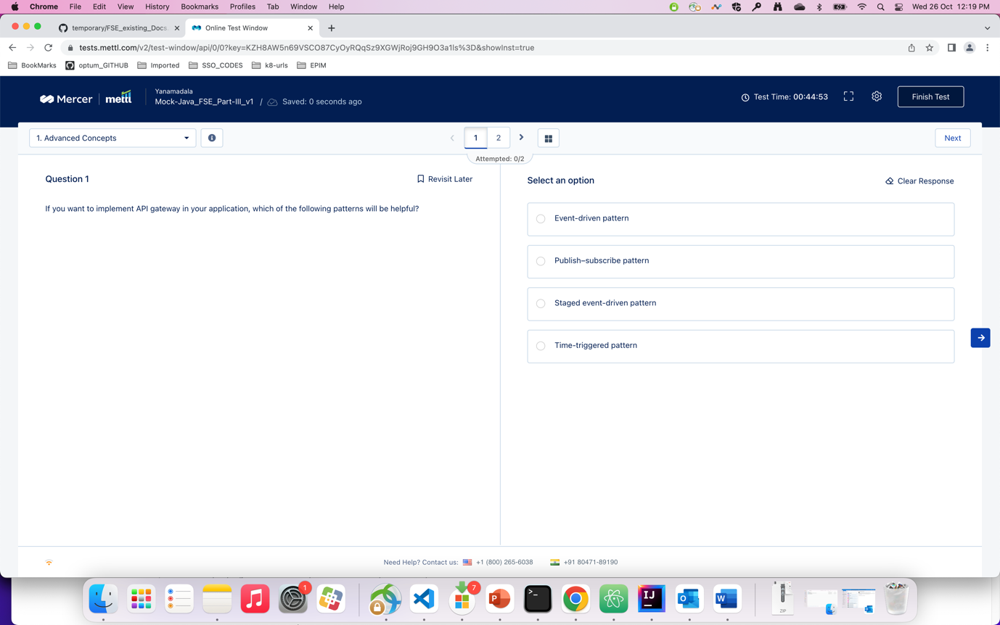 Chrome File Edit View History Bookmarks Profiles Tab Window Help Wed 26 Oct 12:19 PM
temporary/FSE_existing_Docs. Online Test Window
tests.mettl.com/v2/test-window/api/0/0?key=KZH8AW5n69VSCO87CyOyRQqSz9XGWjRoj9GH9O3a1ls%3D&showInst=true
BookMarks optum_GITHUB Imported SSO_CODES k8-urls EPIM
Mercer mettl
Yanamadala
Mock-Java_FSE_Part-III_v1 / Saved: 0 seconds ago
Test Time: 00:44:53 Finish Test
1. Advanced Concepts 1 2 Next
Attempted: 0/2
Question 1 Revisit Later
If you want to implement API gateway in your application, which of the following patterns will be helpful?
Select an option Clear Response
Event-driven pattern
Publish–subscribe pattern
Staged event-driven pattern
Time-triggered pattern
Need Help? Contact us: +1 (800) 265-6038 +91 80471-89190
1 7 P >_ IJ O W ZIP